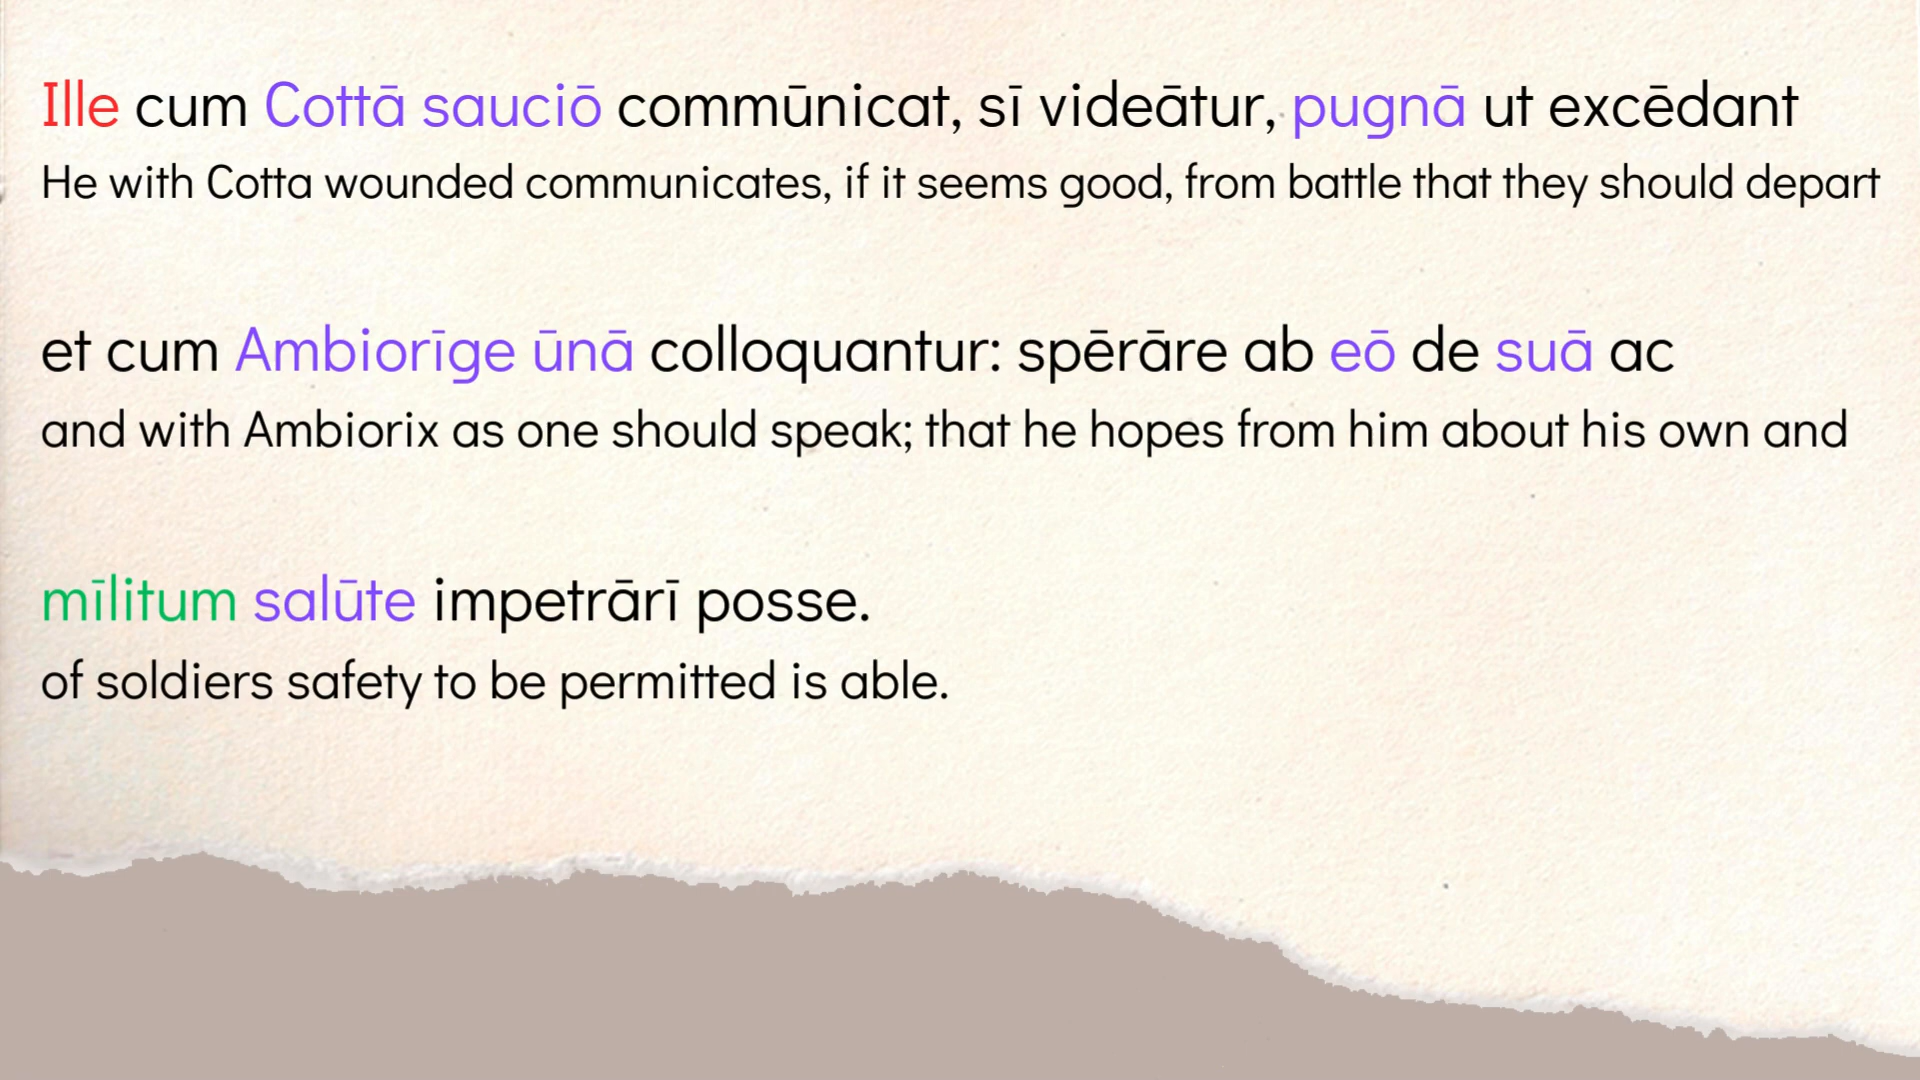 Ille cum Cottā sauciō commūnicat, sī videātur, pugnā ut excēdant
He with Cotta wounded communicates, if it seems good, from battle that they should depart
et cum Ambiorīge ūnā colloquantur: spērāre ab eō de suā ac
and with Ambiorix as one should speak; that he hopes from him about his own and
mīlitum salūte impetrārī posse.
of soldiers safety to be permitted is able.